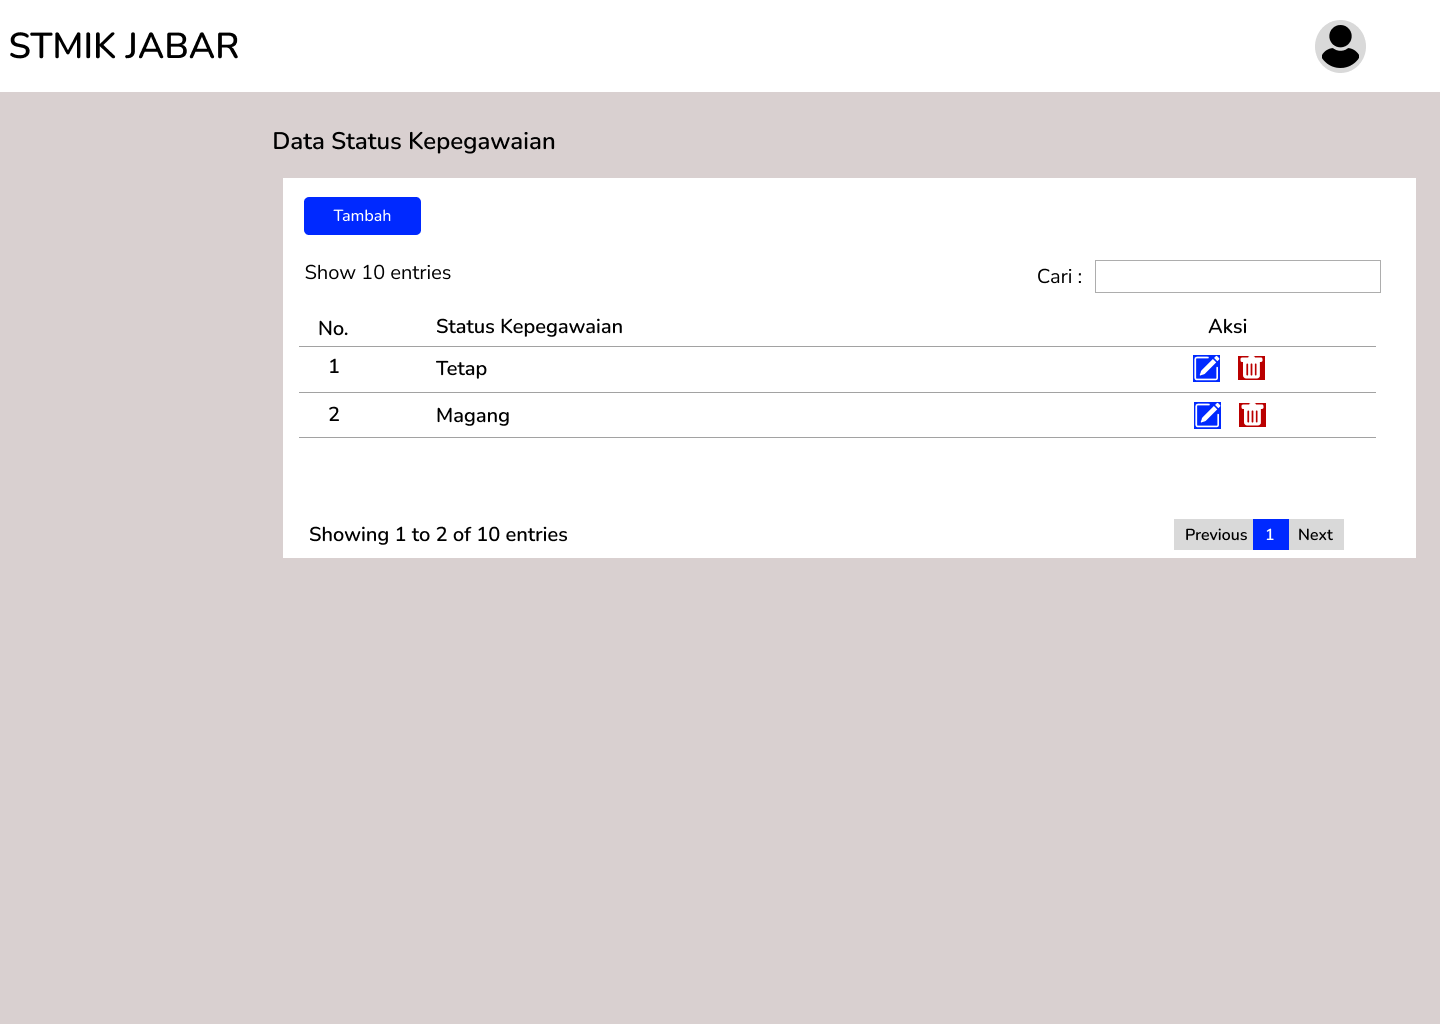 STMIK JABAR
Data Status Kepegawaian
Tambah
Show 10 entries
Cari :
No. Status Kepegawaian Aksi
1 Tetap
2 Magang
Showing 1 to 2 of 10 entries
Previous 1 Next